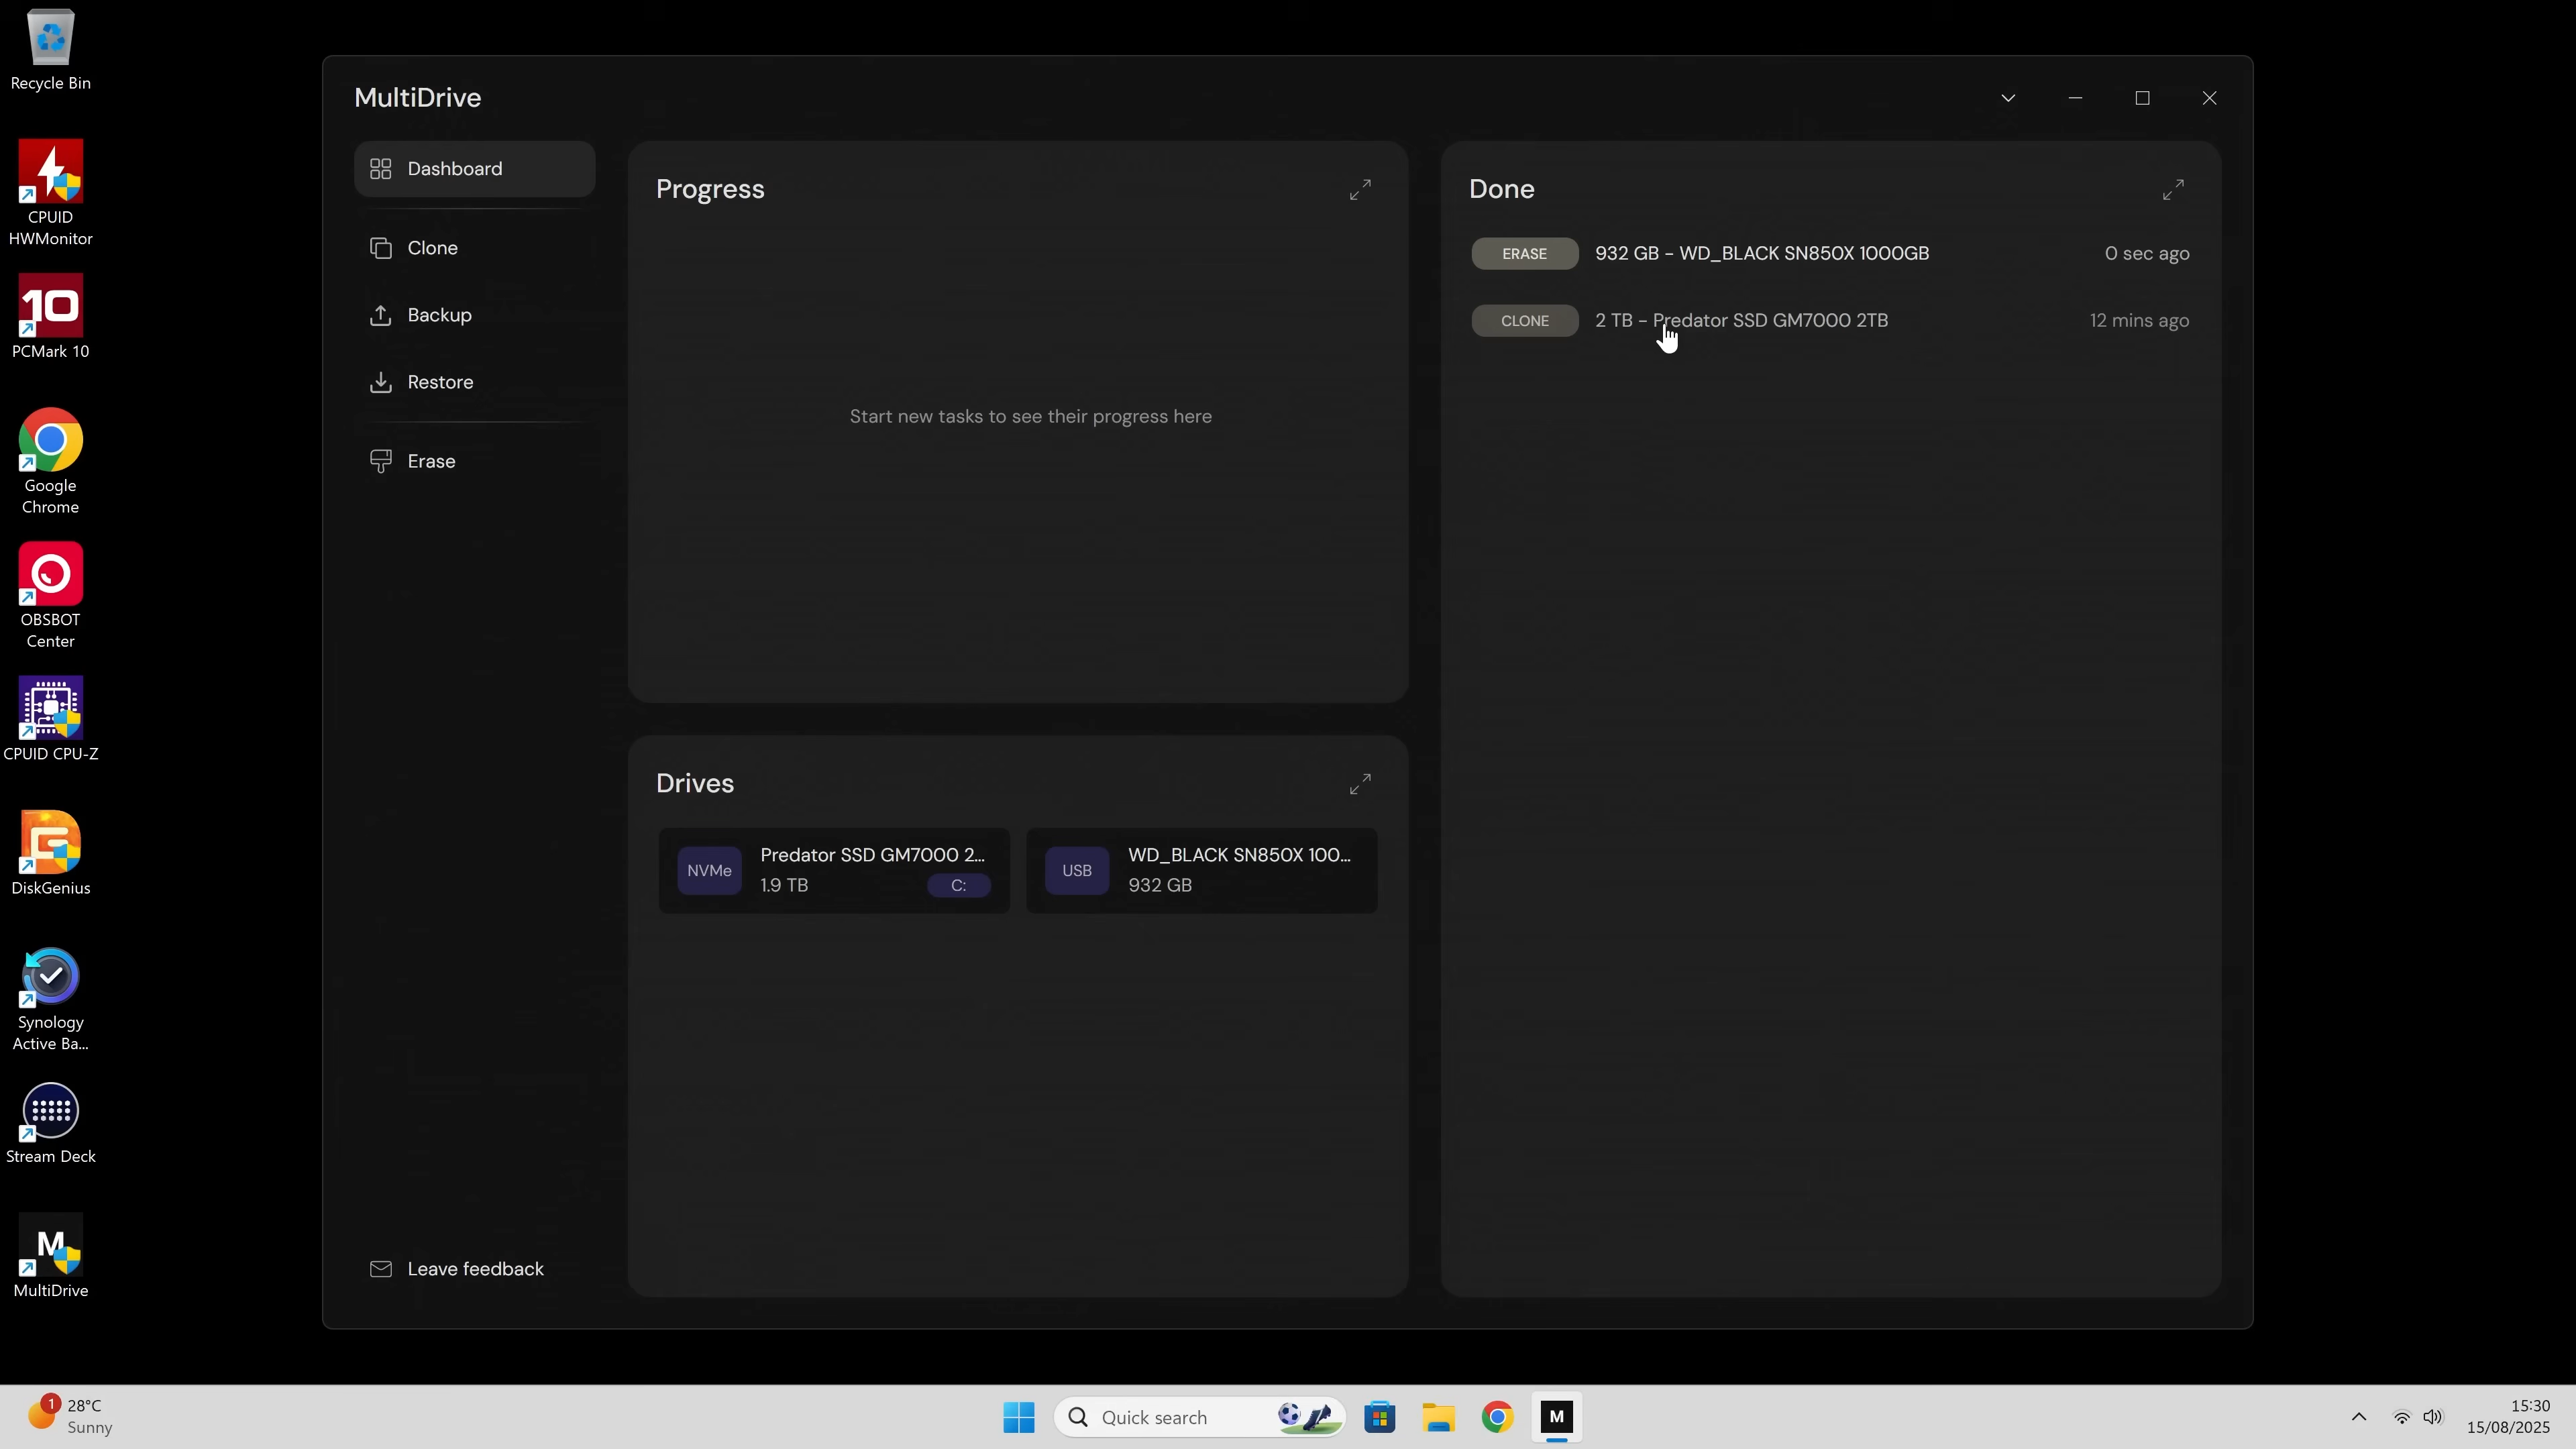 Recycle Bin
CPUID
HWMonitor
10
PCMark 10
Google
Chrome
OBSBOT
Center
CPUID CPU-Z
DiskGenius
Synology
Active Ba...
Stream Deck
M
MultiDrive
MultiDrive
Dashboard
Clone
Backup
Restore
Erase
Leave feedback
Progress
Start new tasks to see their progress here
Drives
NVMe
Predator SSD GM7000 2...
1.9 TB
C:
USB
WD_BLACK SN850X 100...
932 GB
Done
ERASE 932 GB - WD_BLACK SN850X 1000GB 0 sec ago
CLONE 2 TB - Predator SSD GM7000 2TB 12 mins ago
1
28°C
Sunny
Quick search
M
15:30
15/08/2025